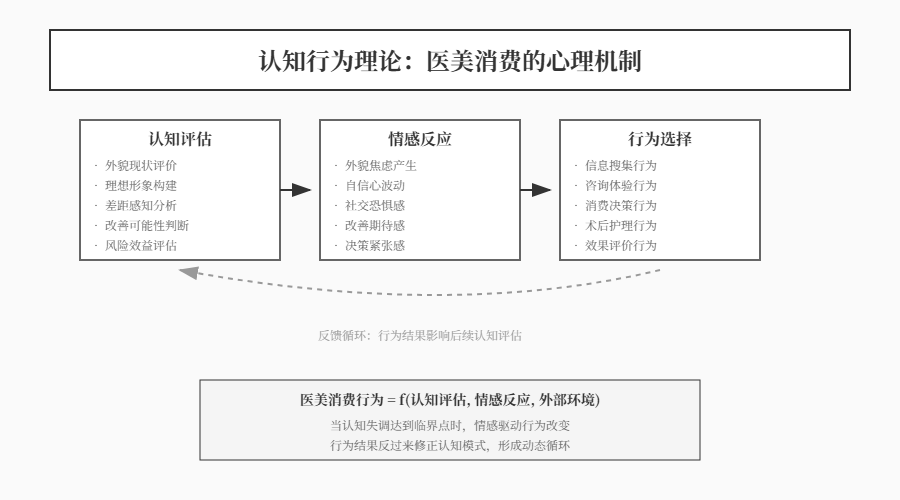 认知行为理论：医美消费的心理机制
认知评估
· 外貌现状评价
· 理想形象构建
· 差距感知分析
· 改善可能性判断
· 风险效益评估
情感反应
· 外貌焦虑产生
· 自信心波动
· 社交恐惧感
· 改善期待感
· 决策紧张感
行为选择
· 信息搜集行为
· 咨询体验行为
· 消费决策行为
· 术后护理行为
· 效果评价行为
反馈循环：行为结果影响后续认知评估
医美消费行为 = f(认知评估, 情感反应, 外部环境)
当认知失调达到临界点时，情感驱动行为改变
行为结果反过来修正认知模式，形成动态循环